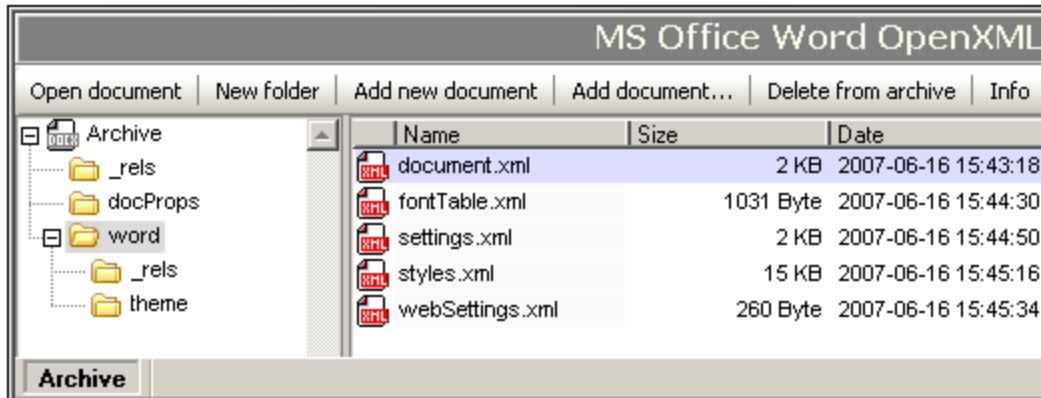 MS Office Word OpenXML
Open document New folder Add new document Add document... Delete from archive Info
Archive
_rels
docProps
word
_rels
theme
Name Size Date
document.xml 2 KB 2007-06-16 15:43:18
fontTable.xml 1031 Byte 2007-06-16 15:44:30
settings.xml 2 KB 2007-06-16 15:44:50
styles.xml 15 KB 2007-06-16 15:45:16
webSettings.xml 260 Byte 2007-06-16 15:45:34
Archive